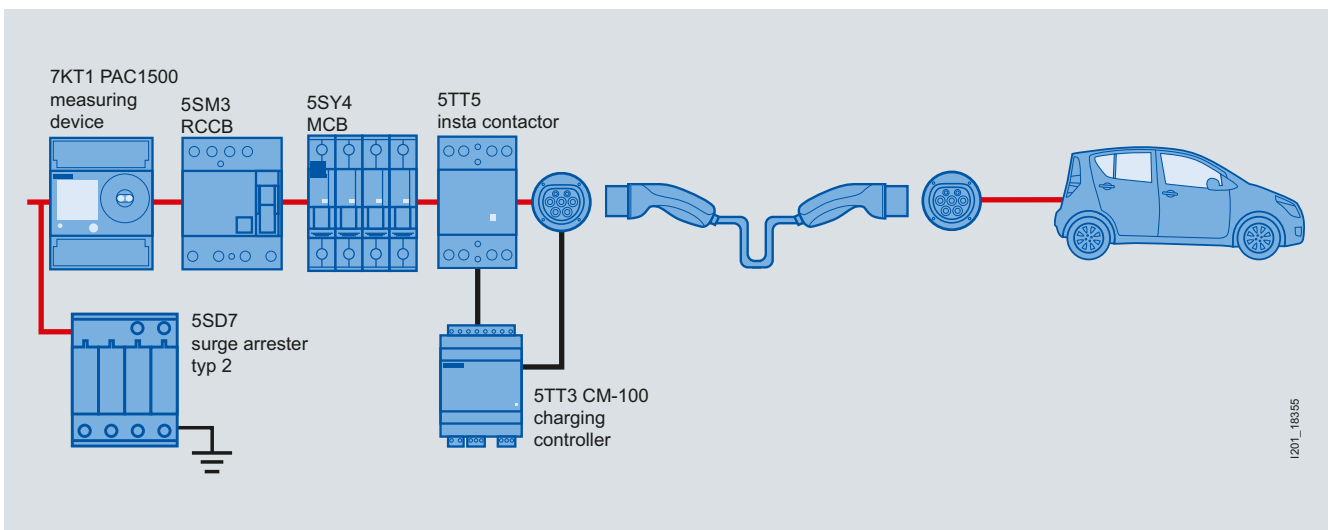 7KT1 PAC1500
measuring
device
5SM3
RCCB
5SY4
MCB
5TT5
insta contactor
5SD7
surge arrester
typ 2
5TT3 CM-100
charging
controller
I201_18355